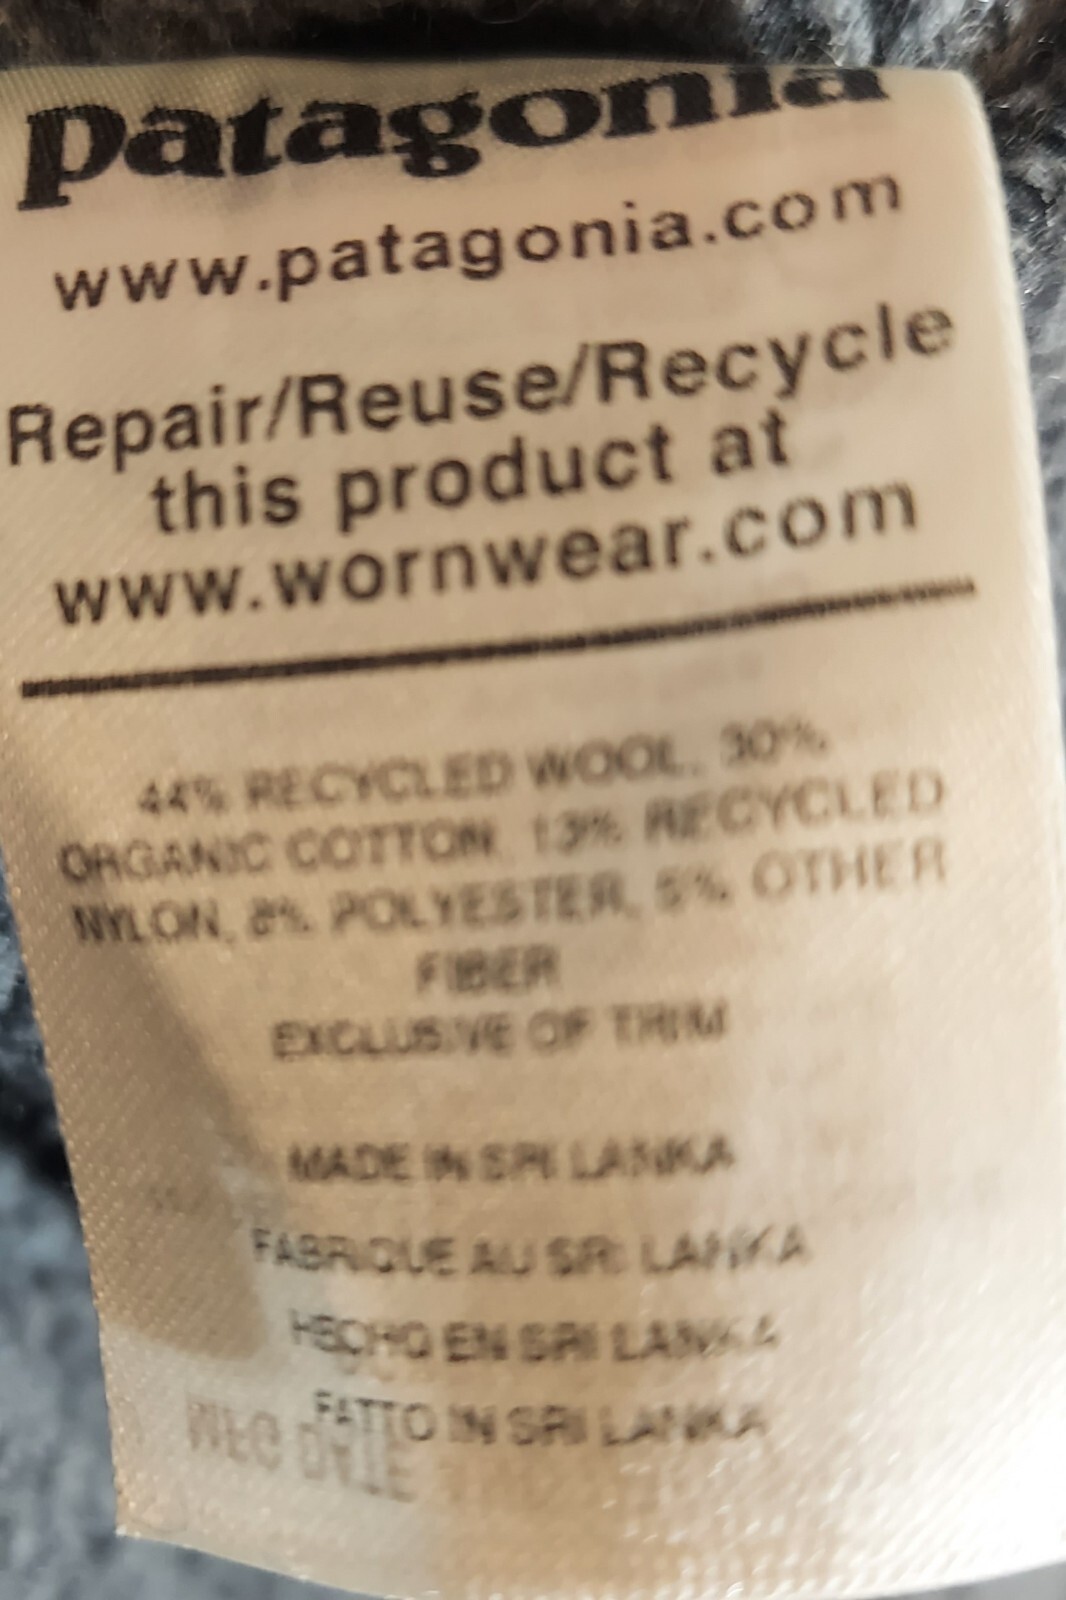 patagonia
www.patagonia.com
Repair/Reuse/Recycle
this product at
www.wornwear.com
44% RECYCLED WOOL, 30%
ORGANIC COTTON, 13% RECYCLED
NYLON, 8% POLYESTER, 5% OTHER
FIBER
EXCLUSIVE OF TRIM
MADE IN SRI LANKA
FABRIQUE AU SRI LANKA
HECHO EN SRI LANKA
FATTO IN SRI LANKA